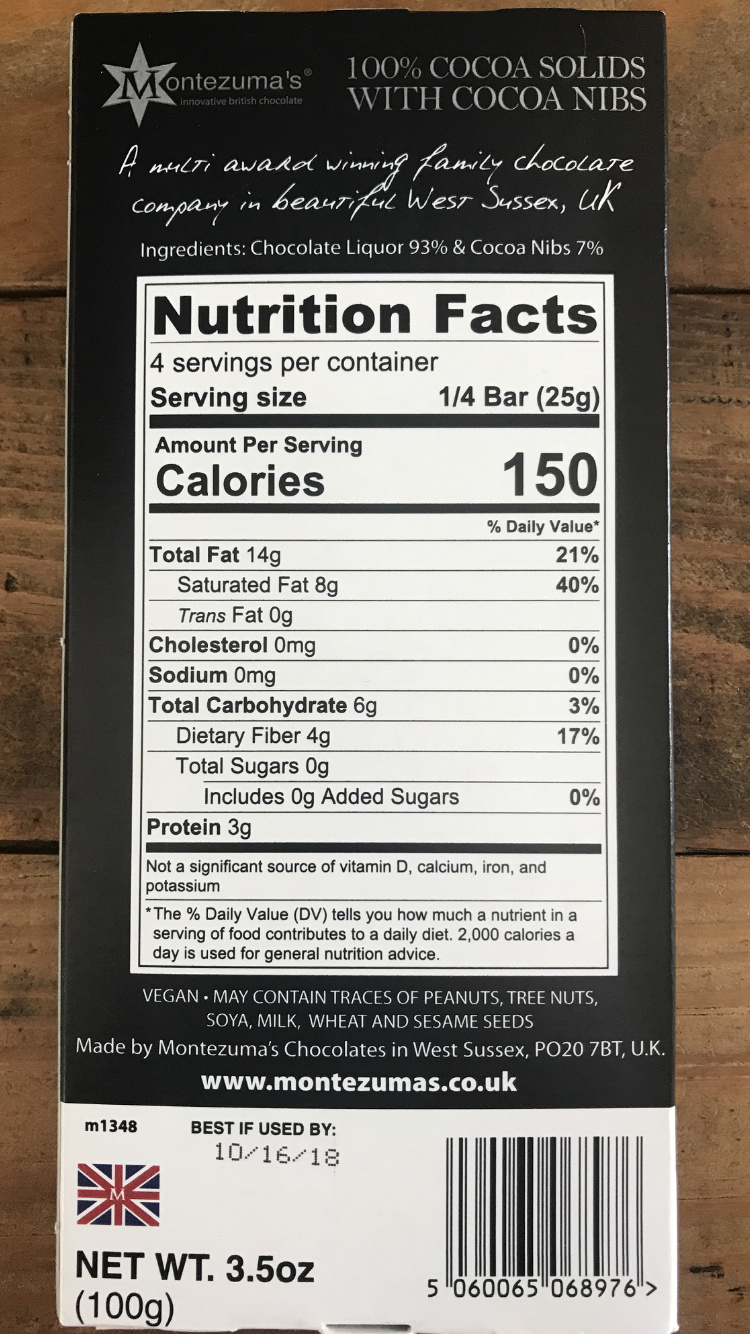 Montezuma's®
innovative british chocolate
100% COCOA SOLIDS
WITH COCOA NIBS
A multi award winning family chocolate
company in beautiful West Sussex, UK
Ingredients: Chocolate Liquor 93% & Cocoa Nibs 7%
Nutrition Facts
4 servings per container
Serving size 1/4 Bar (25g)
Amount Per Serving
Calories 150
% Daily Value*
Total Fat 14g 21%
Saturated Fat 8g 40%
Trans Fat 0g
Cholesterol 0mg 0%
Sodium 0mg 0%
Total Carbohydrate 6g 3%
Dietary Fiber 4g 17%
Total Sugars 0g
Includes 0g Added Sugars 0%
Protein 3g
Not a significant source of vitamin D, calcium, iron, and
potassium
*The % Daily Value (DV) tells you how much a nutrient in a
serving of food contributes to a daily diet. 2,000 calories a
day is used for general nutrition advice.
VEGAN • MAY CONTAIN TRACES OF PEANUTS, TREE NUTS,
SOYA, MILK, WHEAT AND SESAME SEEDS
Made by Montezuma's Chocolates in West Sussex, PO20 7BT, U.K.
www.montezumas.co.uk
m1348
BEST IF USED BY:
10/16/18
M
NET WT. 3.5oz
(100g)
5 060065 068976 >